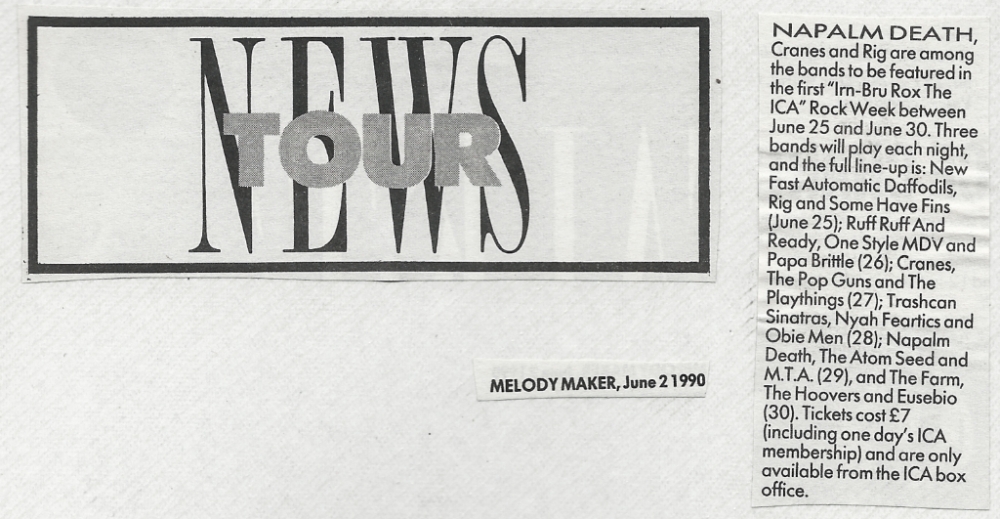 NEWS
TOUR
MELODY MAKER, June 2 1990
NAPALM DEATH,
Cranes and Rig are among
the bands to be featured in
the first "Irn-Bru Rox The
ICA" Rock Week between
June 25 and June 30. Three
bands will play each night,
and the full line-up is: New
Fast Automatic Daffodils,
Rig and Some Have Fins
(June 25); Ruff Ruff And
Ready, One Style MDV and
Papa Brittle (26); Cranes,
The Pop Guns and The
Playthings (27); Trashcan
Sinatras, Nyah Feartics and
Obie Men (28); Napalm
Death, The Atom Seed and
M.T.A. (29), and The Farm,
The Hoovers and Eusebio
(30). Tickets cost £7
(including one day's ICA
membership) and are only
available from the ICA box
office.